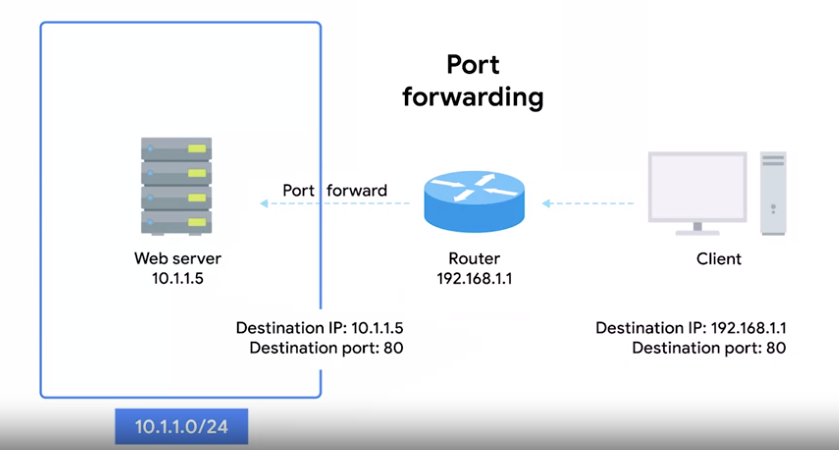 Port
forwarding
Port forward
Web server
10.1.1.5
Router
192.168.1.1
Client
Destination IP: 10.1.1.5
Destination port: 80
Destination IP: 192.168.1.1
Destination port: 80
10.1.1.0/24